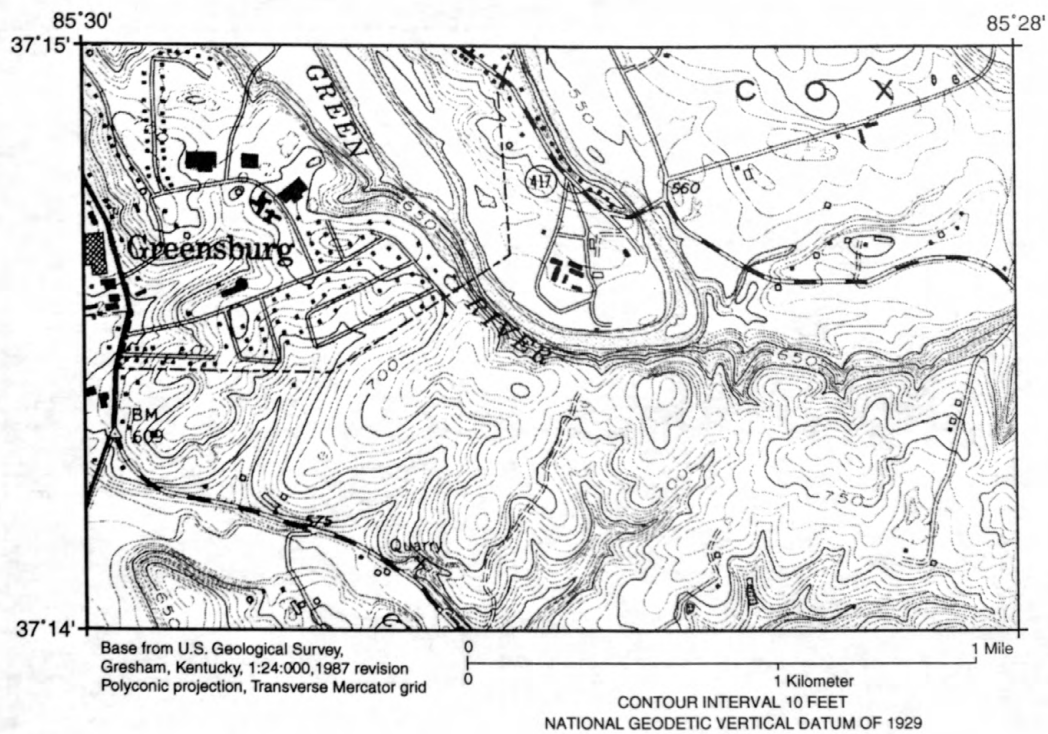 85°30'
85°28'
37°15'
GREEN
550
C O X
417
560
650
Greensburg
RIVER
650
700
BM
609
700
750
575
Quarry
650
37°14'
Base from U.S. Geological Survey,
Gresham, Kentucky, 1:24:000,1987 revision
Polyconic projection, Transverse Mercator grid
0
1 Mile
0
1 Kilometer
CONTOUR INTERVAL 10 FEET
NATIONAL GEODETIC VERTICAL DATUM OF 1929